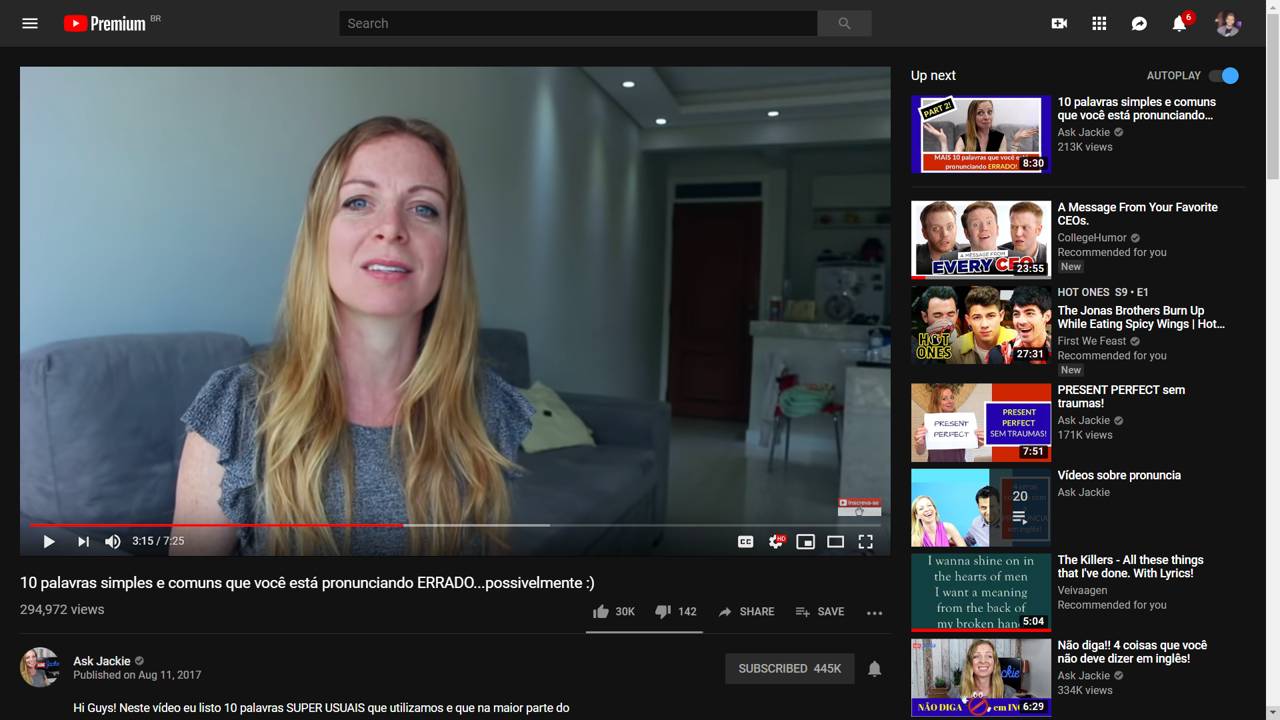 Premium BR
Search
6
Inscreva-se
3:15 / 7:25
CC
HD
10 palavras simples e comuns que você está pronunciando ERRADO...possivelmente :)
294,972 views
30K
142
SHARE
SAVE
Ask Jackie
Published on Aug 11, 2017
SUBSCRIBED 445K
Hi Guys! Neste vídeo eu listo 10 palavras SUPER USUAIS que utilizamos e que na maior parte do
Up next
AUTOPLAY
PART 2!
MAIS 10 palavras que você
pronunciando ERRADO!
8:30
10 palavras simples e comuns
que você está pronunciando...
Ask Jackie
213K views
A MESSAGE FROM
EVERY CEO
23:55
A Message From Your Favorite
CEOs.
CollegeHumor
Recommended for you
New
HOT
ONES
27:31
HOT ONES S9 • E1
The Jonas Brothers Burn Up
While Eating Spicy Wings | Hot...
First We Feast
Recommended for you
New
PRESENT
PERFECT
PRESENT
PERFECT
SEM TRAUMAS!
7:51
PRESENT PERFECT sem
traumas!
Ask Jackie
171K views
20
Vídeos sobre pronuncia
Ask Jackie
I wanna shine on
in the hearts of men
I want a meaning
from the back of
my broken hand
5:04
The Killers - All these things
that I've done. With Lyrics!
Veivaagen
Recommended for you
NÃO DIGA em
6:29
Não diga!! 4 coisas que você
não deve dizer em inglês!
Ask Jackie
334K views